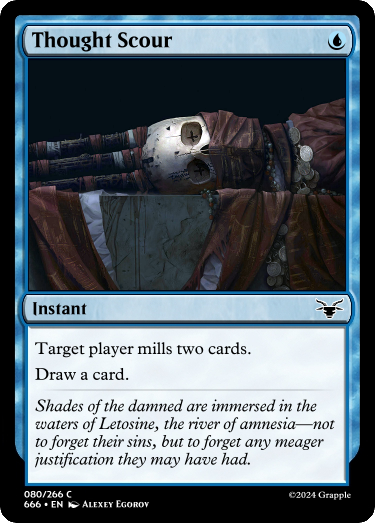 Thought Scour
Instant
Target player mills two cards.
Draw a card.
Shades of the damned are immersed in the
waters of Letosine, the river of amnesia—not
to forget their sins, but to forget any meager
justification they may have had.
080/266 C
666 • EN Alexey Egorov
©2024 Grapple